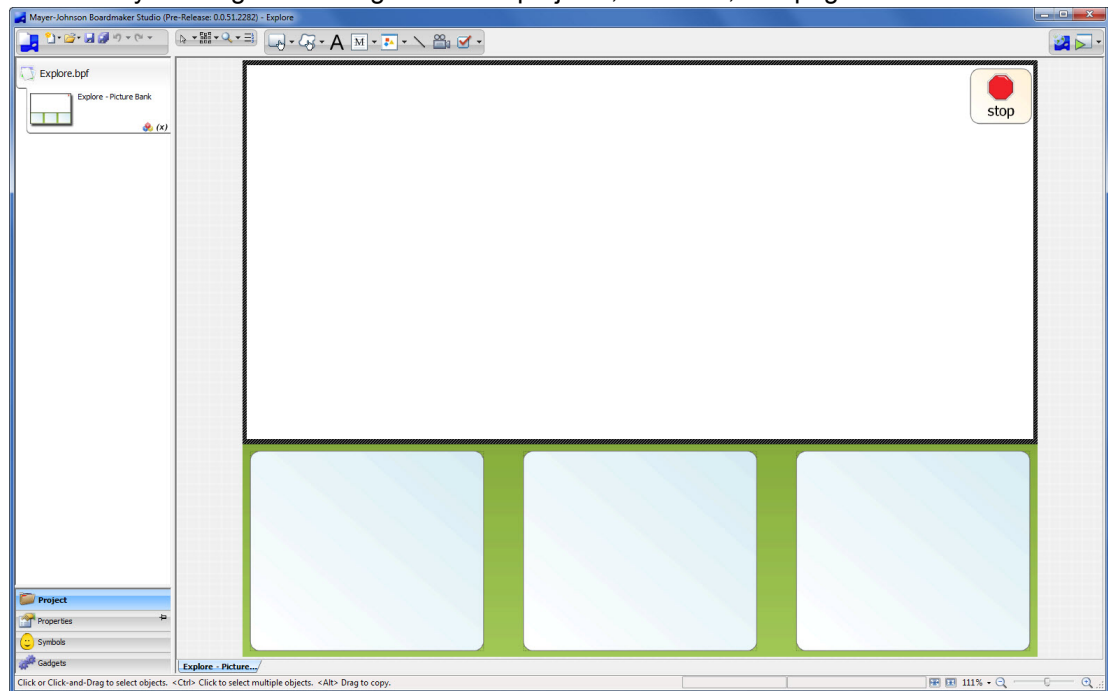 Mayer-Johnson Boardmaker Studio (Pre-Release: 0.0.51.2282) - Explore
A
M
Explore.bpf
Explore - Picture Bank
(x)
stop
Project
Properties
Symbols
Gadgets
Explore - Picture...
Click or Click-and-Drag to select objects. <Ctrl> Click to select multiple objects. <Alt> Drag to copy.
111%